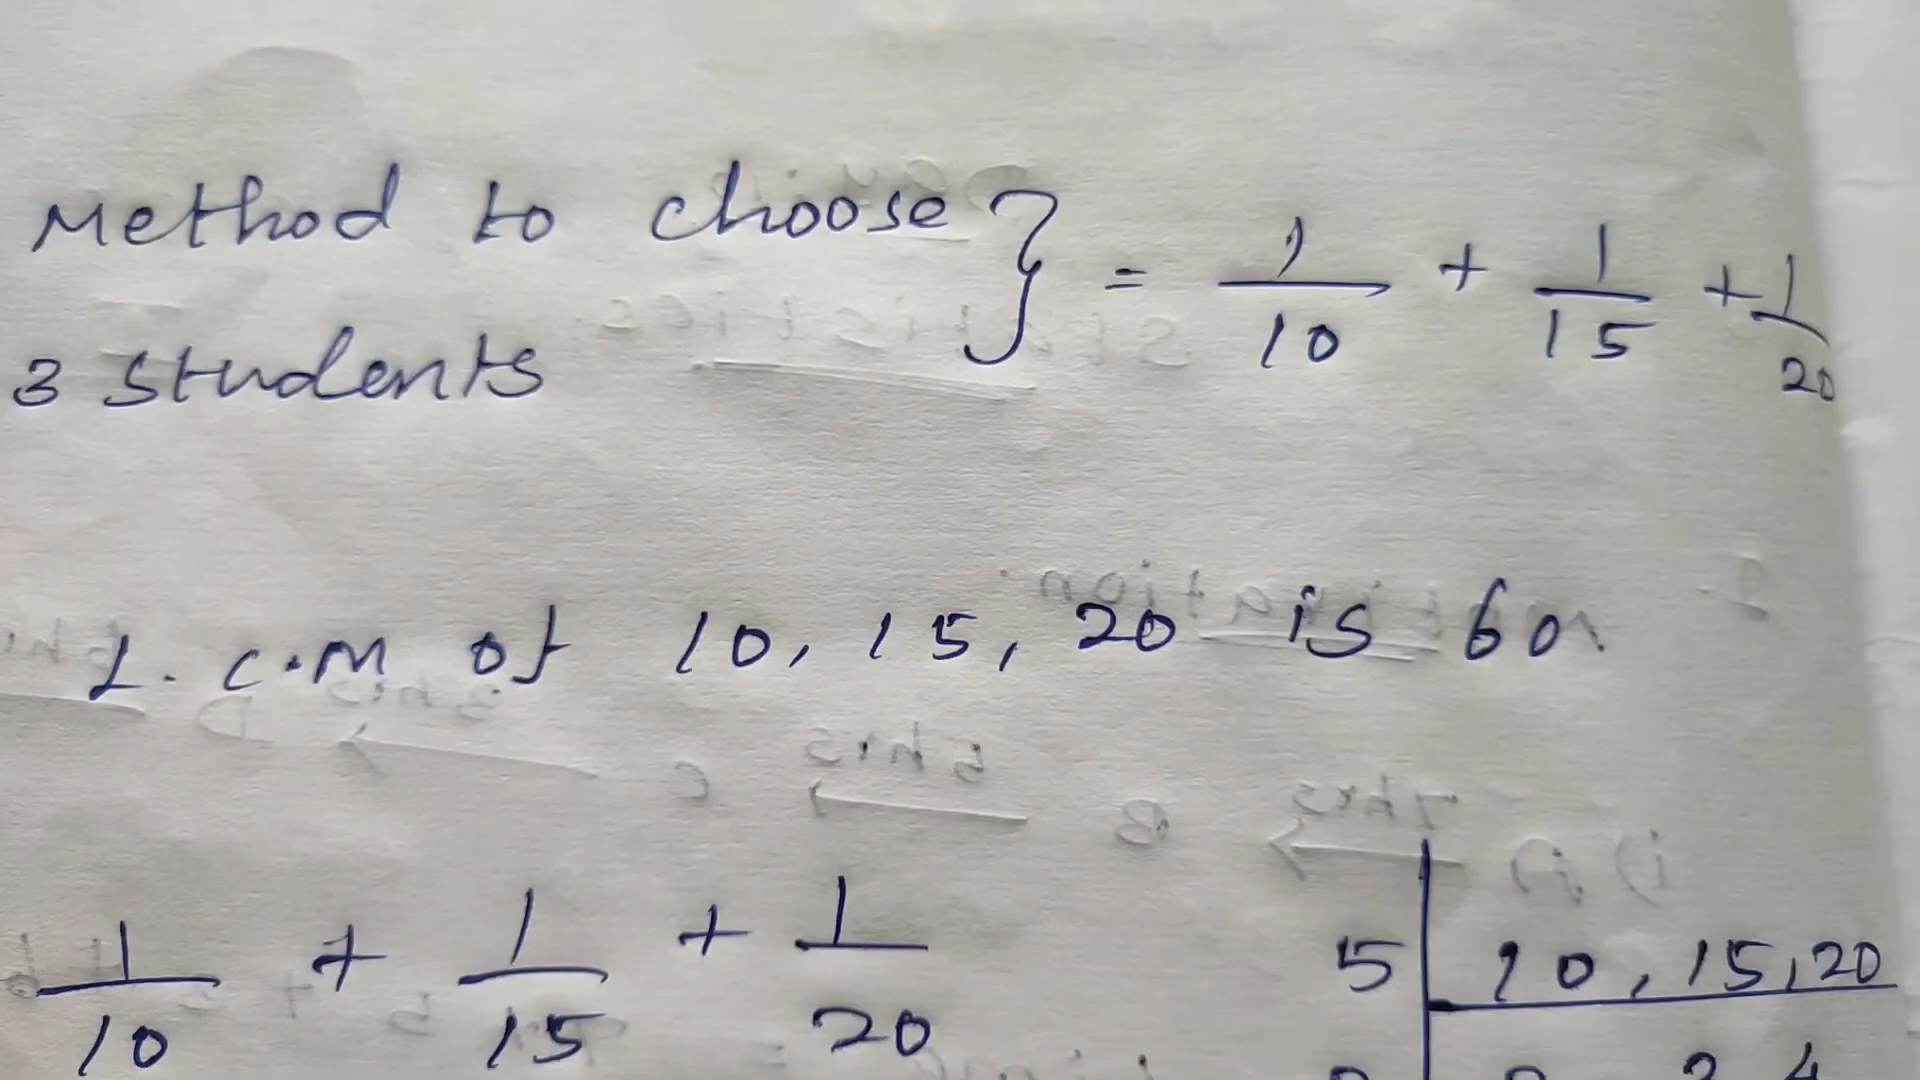 Method to choose } = 1/10 + 1/15 + 1/20
3 students
L.C.M of 10, 15, 20 is 60
1/10 + 1/15 + 1/20
5 | 10, 15, 20